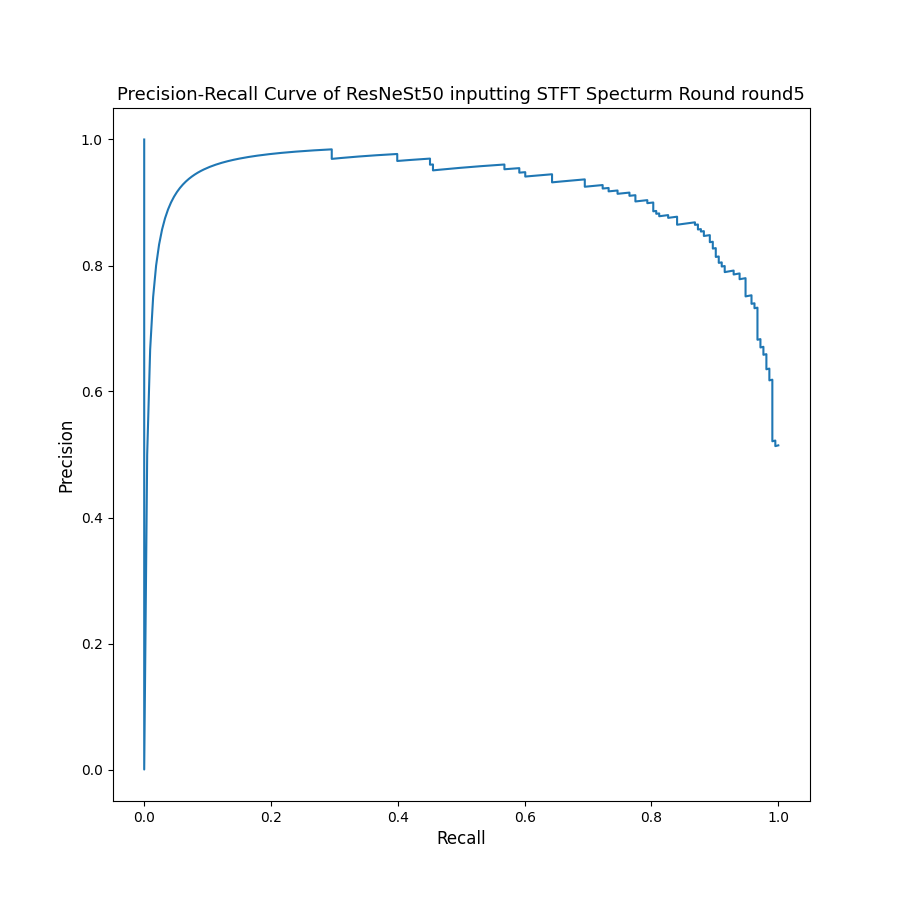 Precision-Recall Curve of ResNeSt50 inputting STFT Specturm Round round5
1.0
0.8
0.6
0.4
0.2
0.0
Precision
0.0 0.2 0.4 0.6 0.8 1.0
Recall